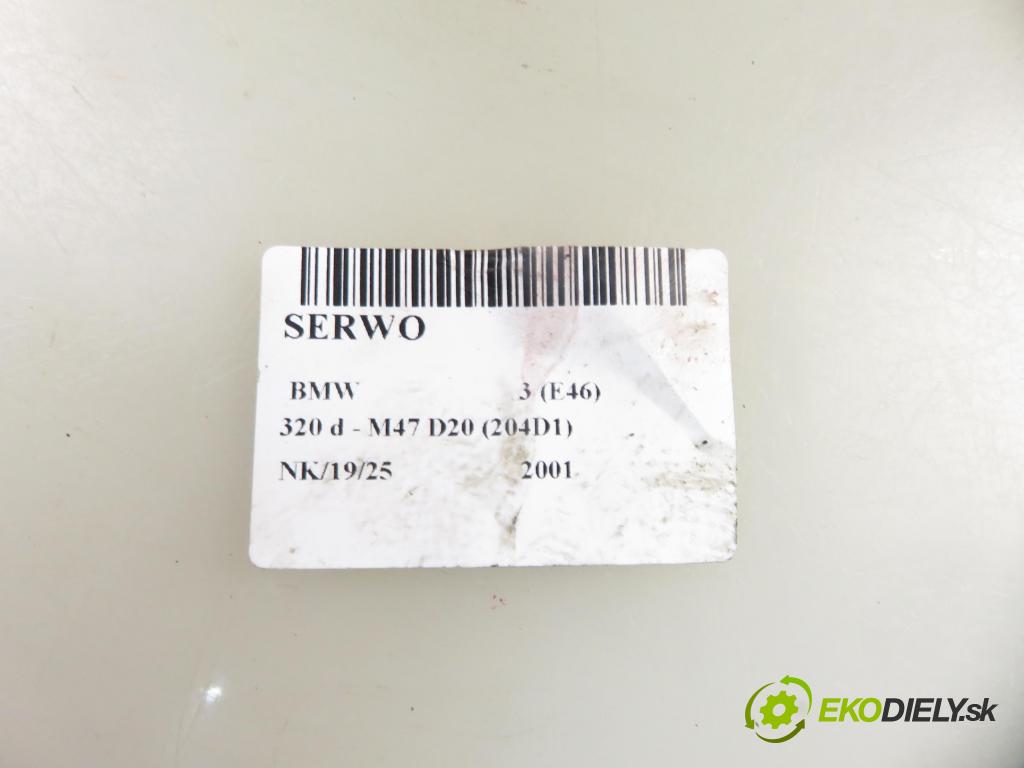 SERWO
BMW 3 (E46)
320 d - M47 D20 (204D1)
NK/19/25 2001
EKODIELY.sk